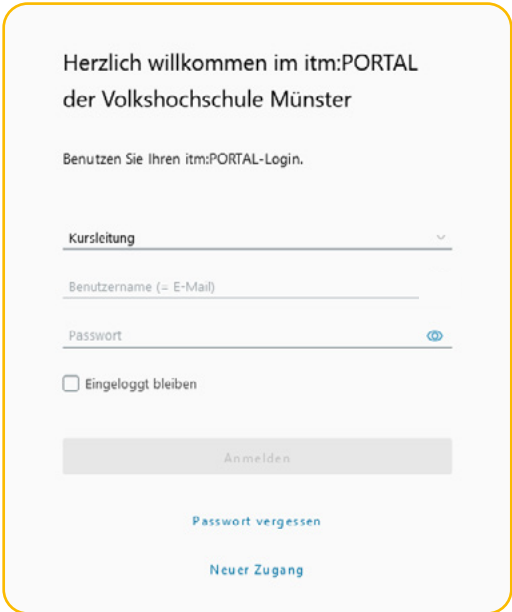 Herzlich willkommen im itm:PORTAL
der Volkshochschule Münster
Benutzen Sie Ihren itm:PORTAL-Login.
Kursleitung
Benutzername (= E-Mail)
Passwort
Eingeloggt bleiben
Anmelden
Passwort vergessen
Neuer Zugang